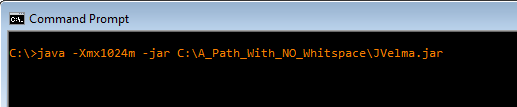 C:\. Command Prompt
C:\>java -Xmx1024m -jar C:\A_Path_With_NO_Whitspace\JVelma.jar